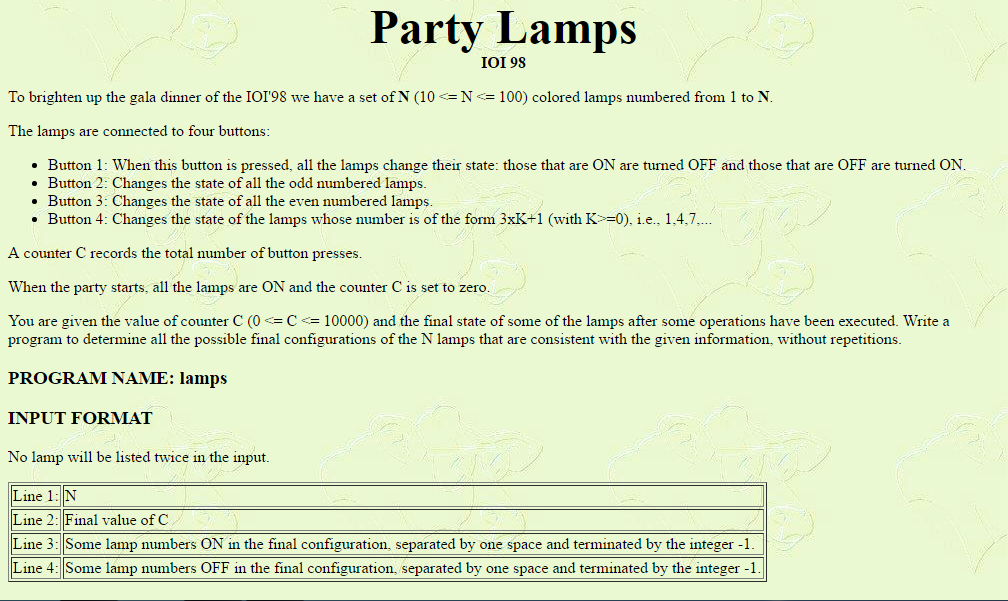 Party Lamps
IOI 98
To brighten up the gala dinner of the IOI'98 we have a set of N (10 <= N <= 100) colored lamps numbered from 1 to N.
The lamps are connected to four buttons:
• Button 1: When this button is pressed, all the lamps change their state: those that are ON are turned OFF and those that are OFF are turned ON.
• Button 2: Changes the state of all the odd numbered lamps.
• Button 3: Changes the state of all the even numbered lamps.
• Button 4: Changes the state of the lamps whose number is of the form 3xK+1 (with K>=0), i.e., 1,4,7,...
A counter C records the total number of button presses.
When the party starts, all the lamps are ON and the counter C is set to zero.
You are given the value of counter C (0 <= C <= 10000) and the final state of some of the lamps after some operations have been executed. Write a
program to determine all the possible final configurations of the N lamps that are consistent with the given information, without repetitions.
PROGRAM NAME: lamps
INPUT FORMAT
No lamp will be listed twice in the input.
Line 1: N
Line 2: Final value of C
Line 3: Some lamp numbers ON in the final configuration, separated by one space and terminated by the integer -1.
Line 4: Some lamp numbers OFF in the final configuration, separated by one space and terminated by the integer -1.